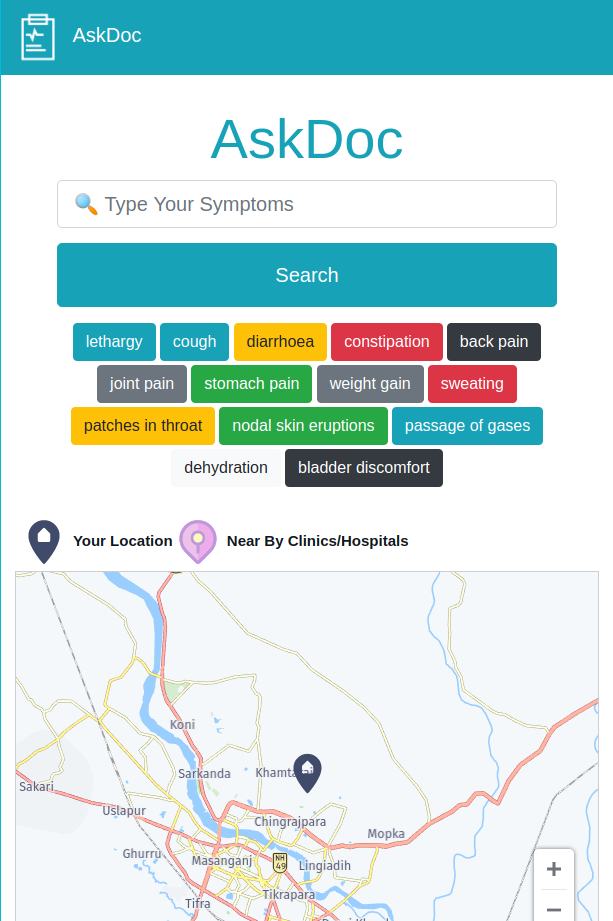 AskDoc
AskDoc
🔍 Type Your Symptoms
Search
lethargy cough diarrhoea constipation back pain
joint pain stomach pain weight gain sweating
patches in throat nodal skin eruptions passage of gases
dehydration bladder discomfort
Your Location Near By Clinics/Hospitals
Koni
Sarkanda
Sakari
Uslapur
Chingrajpara
Mopka
Ghurru
Masanganj
NH
49
Lingiadih
Tifra
Tikrapara
+
−